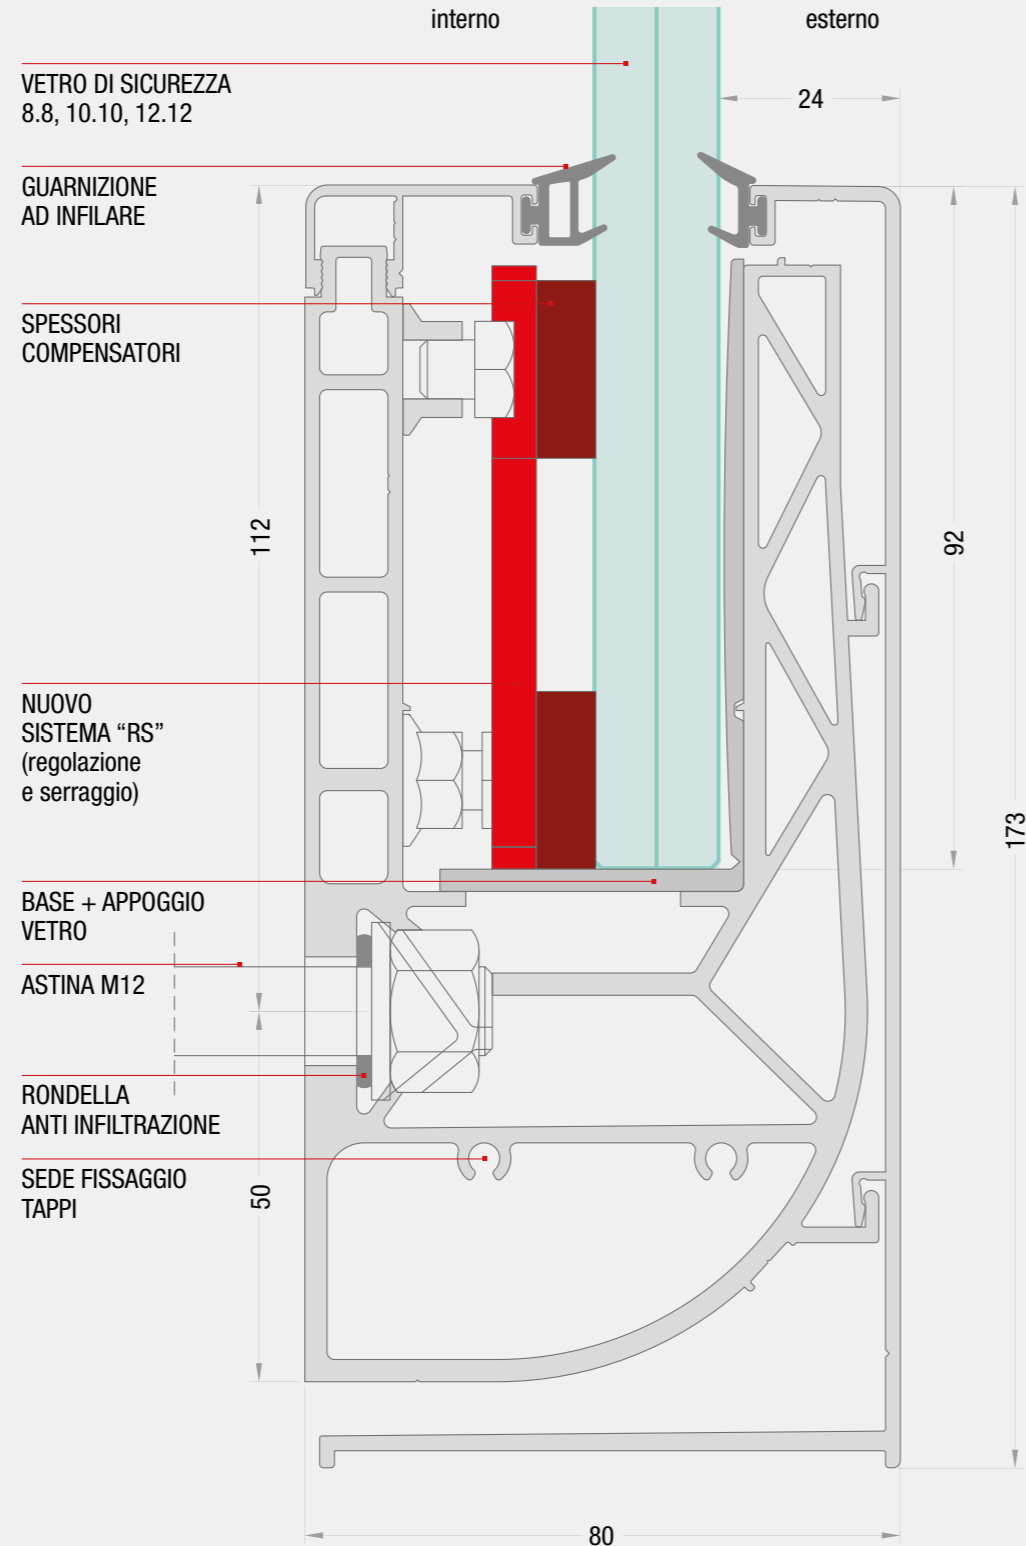 interno
esterno
VETRO DI SICUREZZA
8.8, 10.10, 12.12
24
GUARNIZIONE
AD INFILARE
SPESSORI
COMPENSATORI
112
92
NUOVO
SISTEMA “RS”
(regolazione
e serraggio)
173
BASE + APPOGGIO
VETRO
ASTINA M12
RONDELLA
ANTI INFILTRAZIONE
SEDE FISSAGGIO
TAPPI
50
80